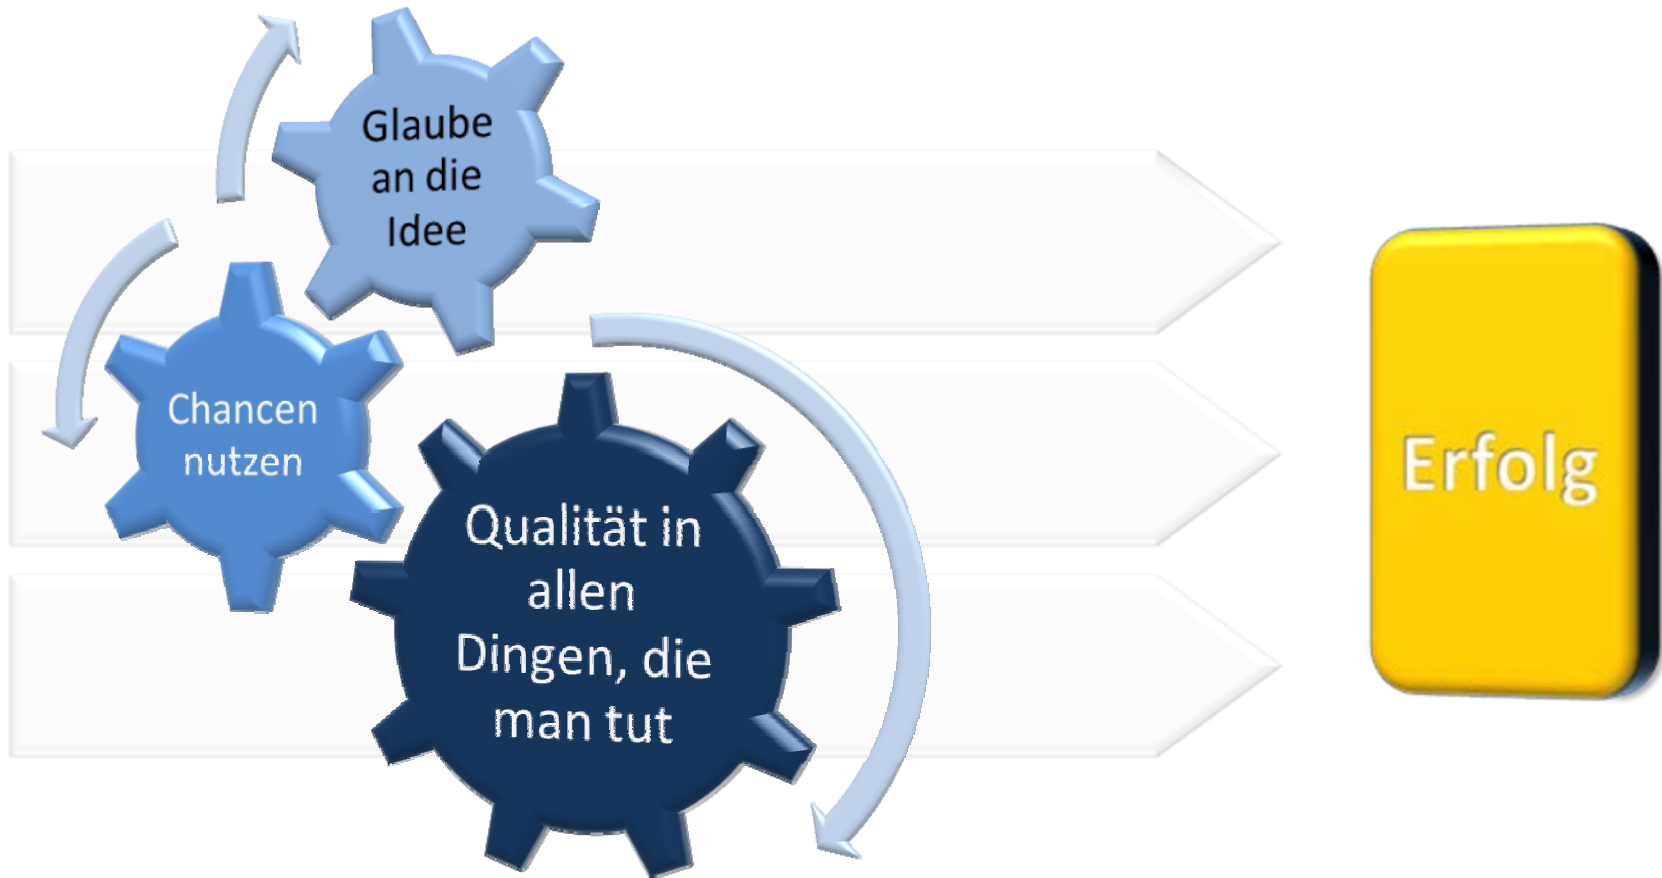 Glaube
an die
Idee
Chancen
nutzen
Qualität in
allen
Dingen, die
man tut
Erfolg